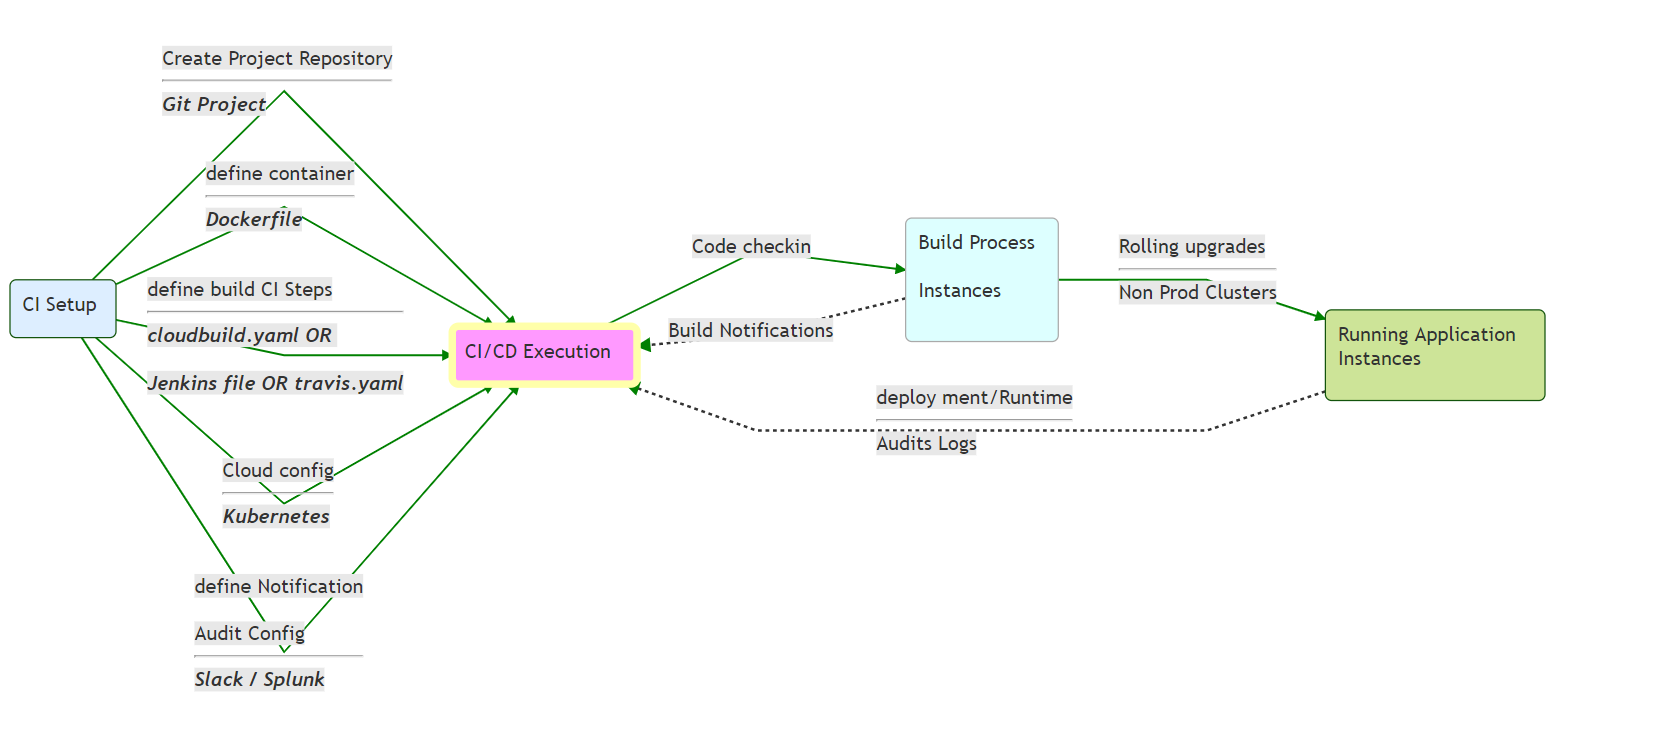 Create Project Repository
Git Project
define container
Dockerfile
CI Setup
define build CI Steps
cloudbuild.yaml OR
Jenkins file OR travis.yaml
Cloud config
Kubernetes
define Notification
Audit Config
Slack / Splunk
CI/CD Execution
Code checkin
Build Notifications
Build Process
Instances
Rolling upgrades
Non Prod Clusters
deploy ment/Runtime
Audits Logs
Running Application
Instances